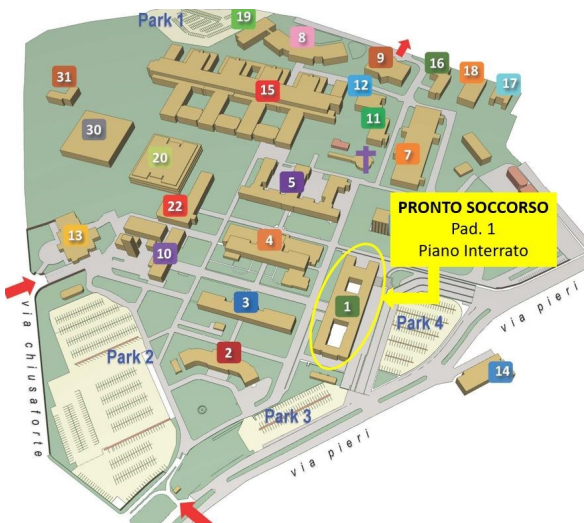 Park 1
19
8
9
16
18
17
31
15
12
11
30
7
20
5
PRONTO SOCCORSO
Pad. 1
Piano Interrato
22
13
4
10
3
1
Park 4
via pieri
via chiusaforte
Park 2
2
14
Park 3
via pieri